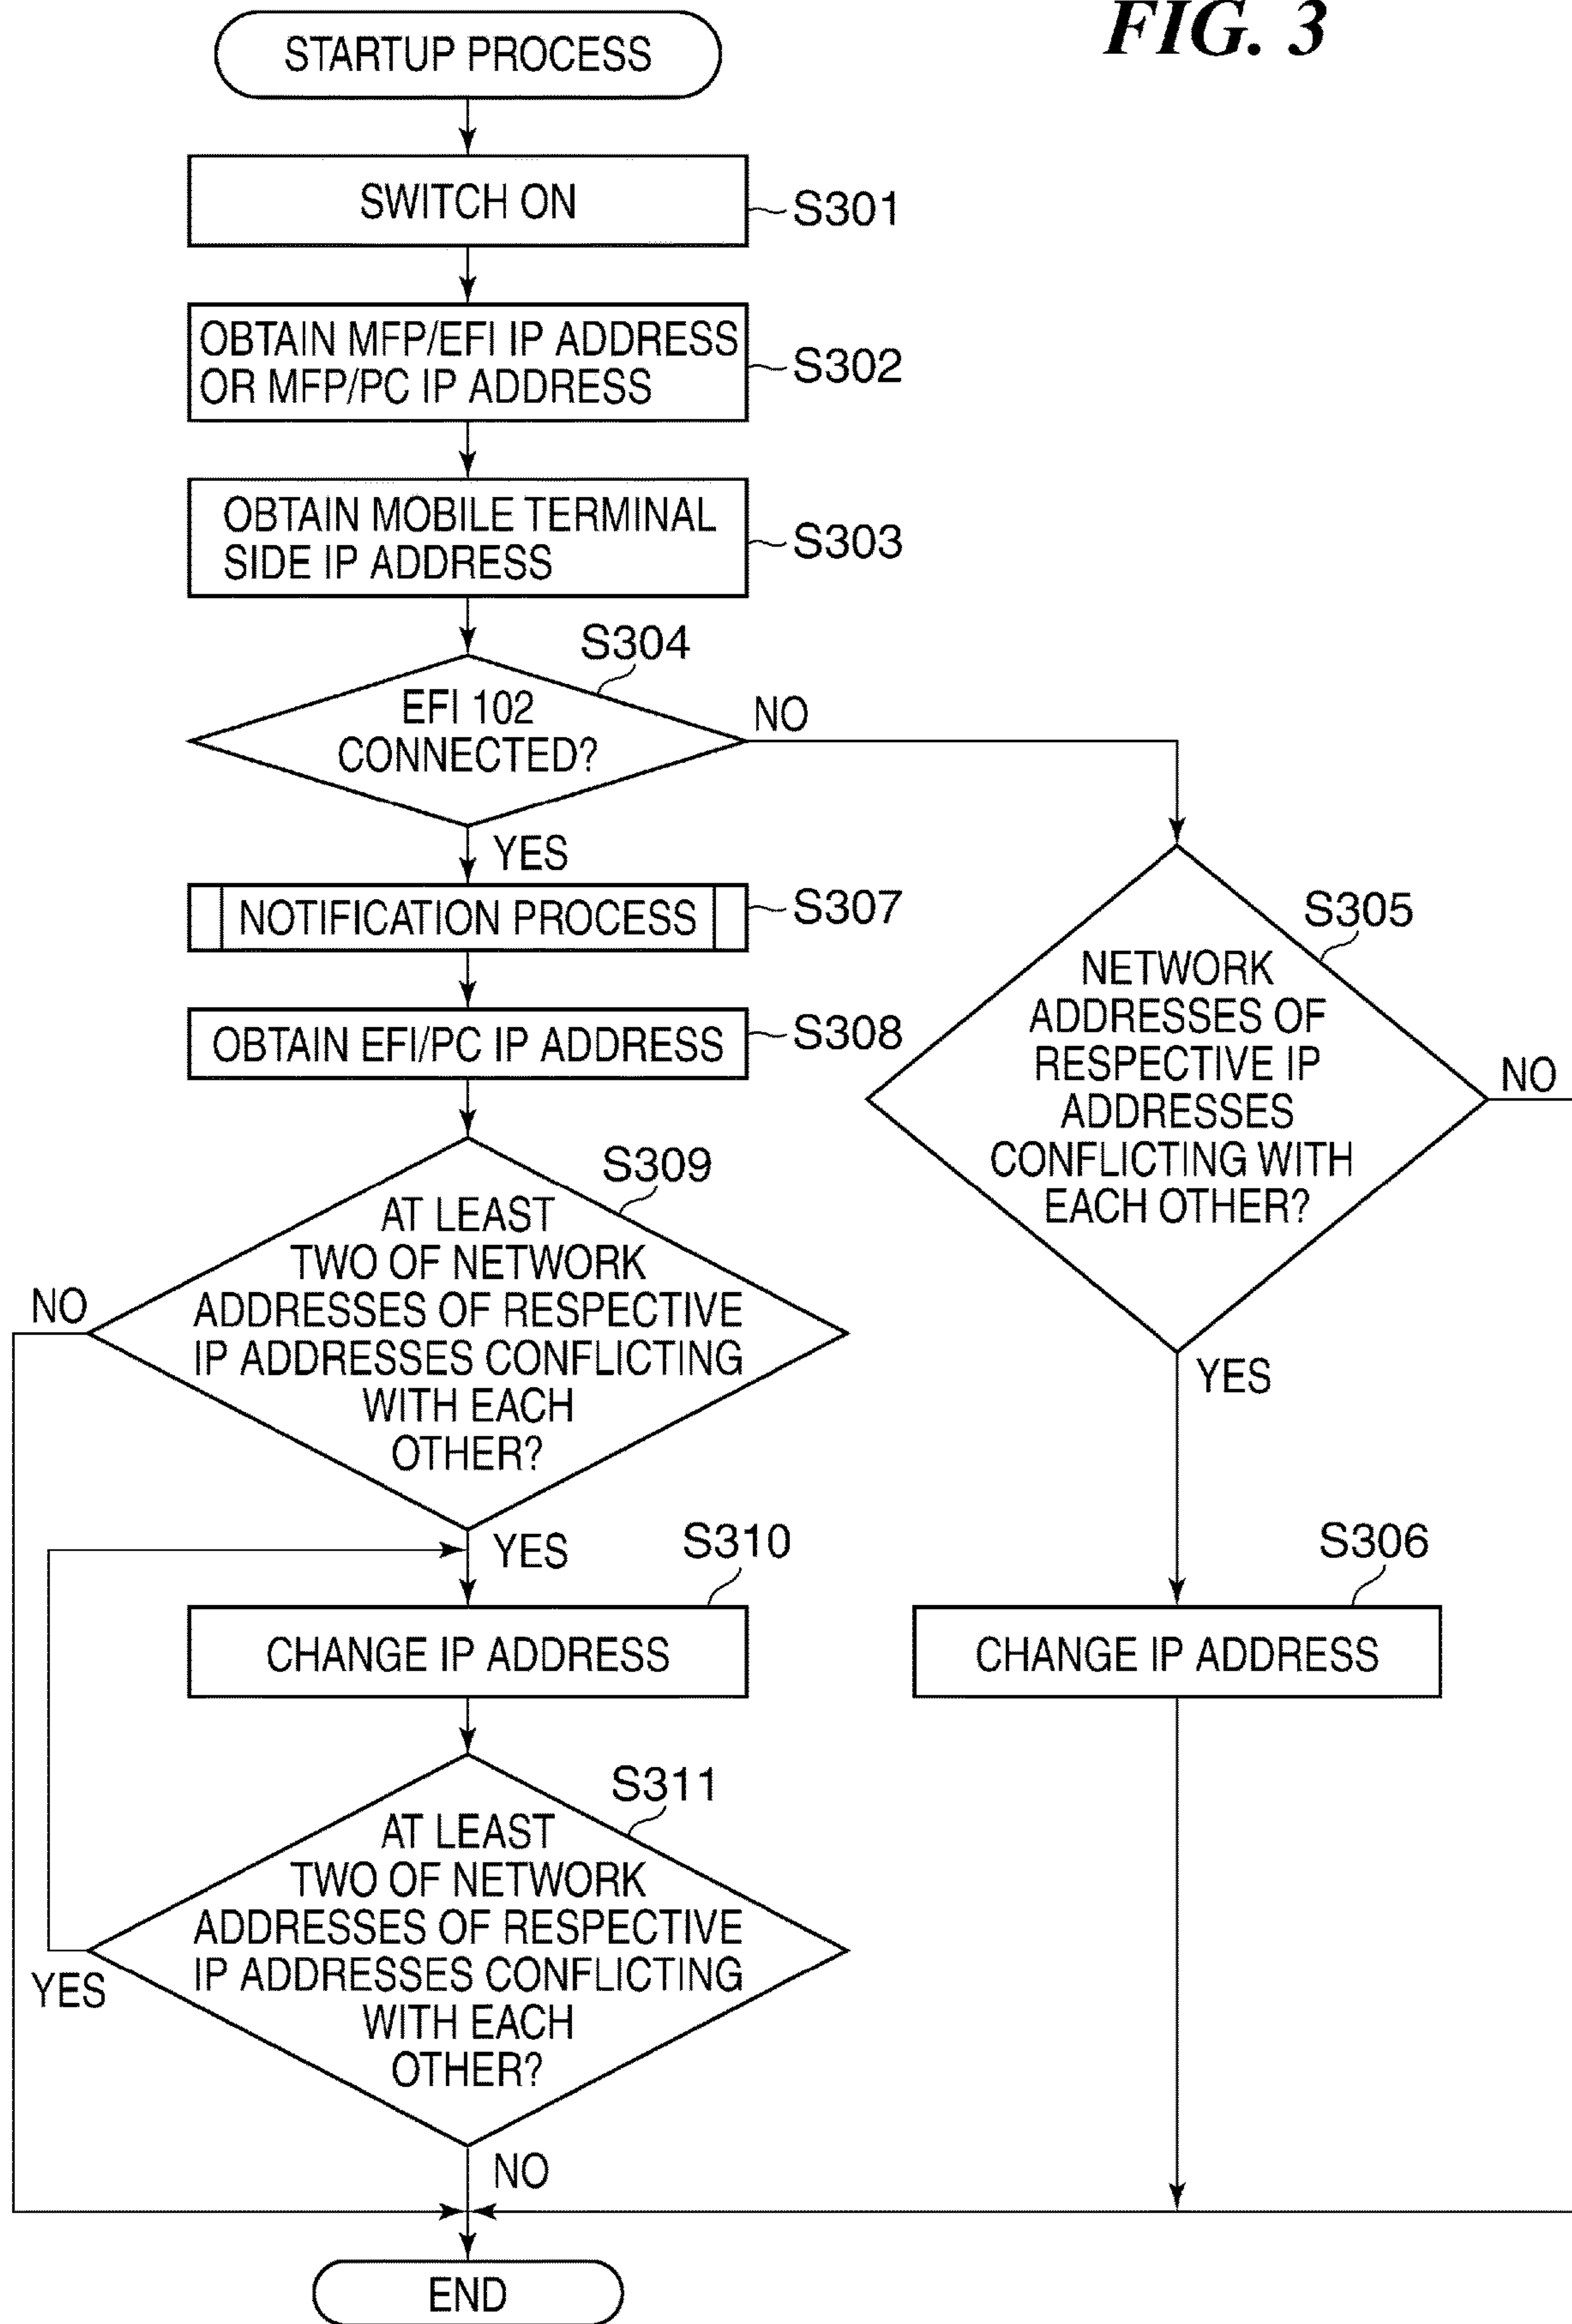 FIG. 3
STARTUP PROCESS
SWITCH ON
S301
OBTAIN MFP/EFI IP ADDRESS
OR MFP/PC IP ADDRESS
S302
OBTAIN MOBILE TERMINAL
SIDE IP ADDRESS
S303
S304
EFI 102
CONNECTED?
NO
YES
NOTIFICATION PROCESS
S307
OBTAIN EFI/PC IP ADDRESS
S308
S305
NETWORK
ADDRESSES OF
RESPECTIVE IP
ADDRESSES
CONFLICTING WITH
EACH OTHER?
NO
YES
S309
AT LEAST
TWO OF NETWORK
ADDRESSES OF RESPECTIVE
IP ADDRESSES CONFLICTING
WITH EACH
OTHER?
NO
YES
S310
CHANGE IP ADDRESS
S306
CHANGE IP ADDRESS
S311
AT LEAST
TWO OF NETWORK
ADDRESSES OF RESPECTIVE
IP ADDRESSES CONFLICTING
WITH EACH
OTHER?
YES
NO
END